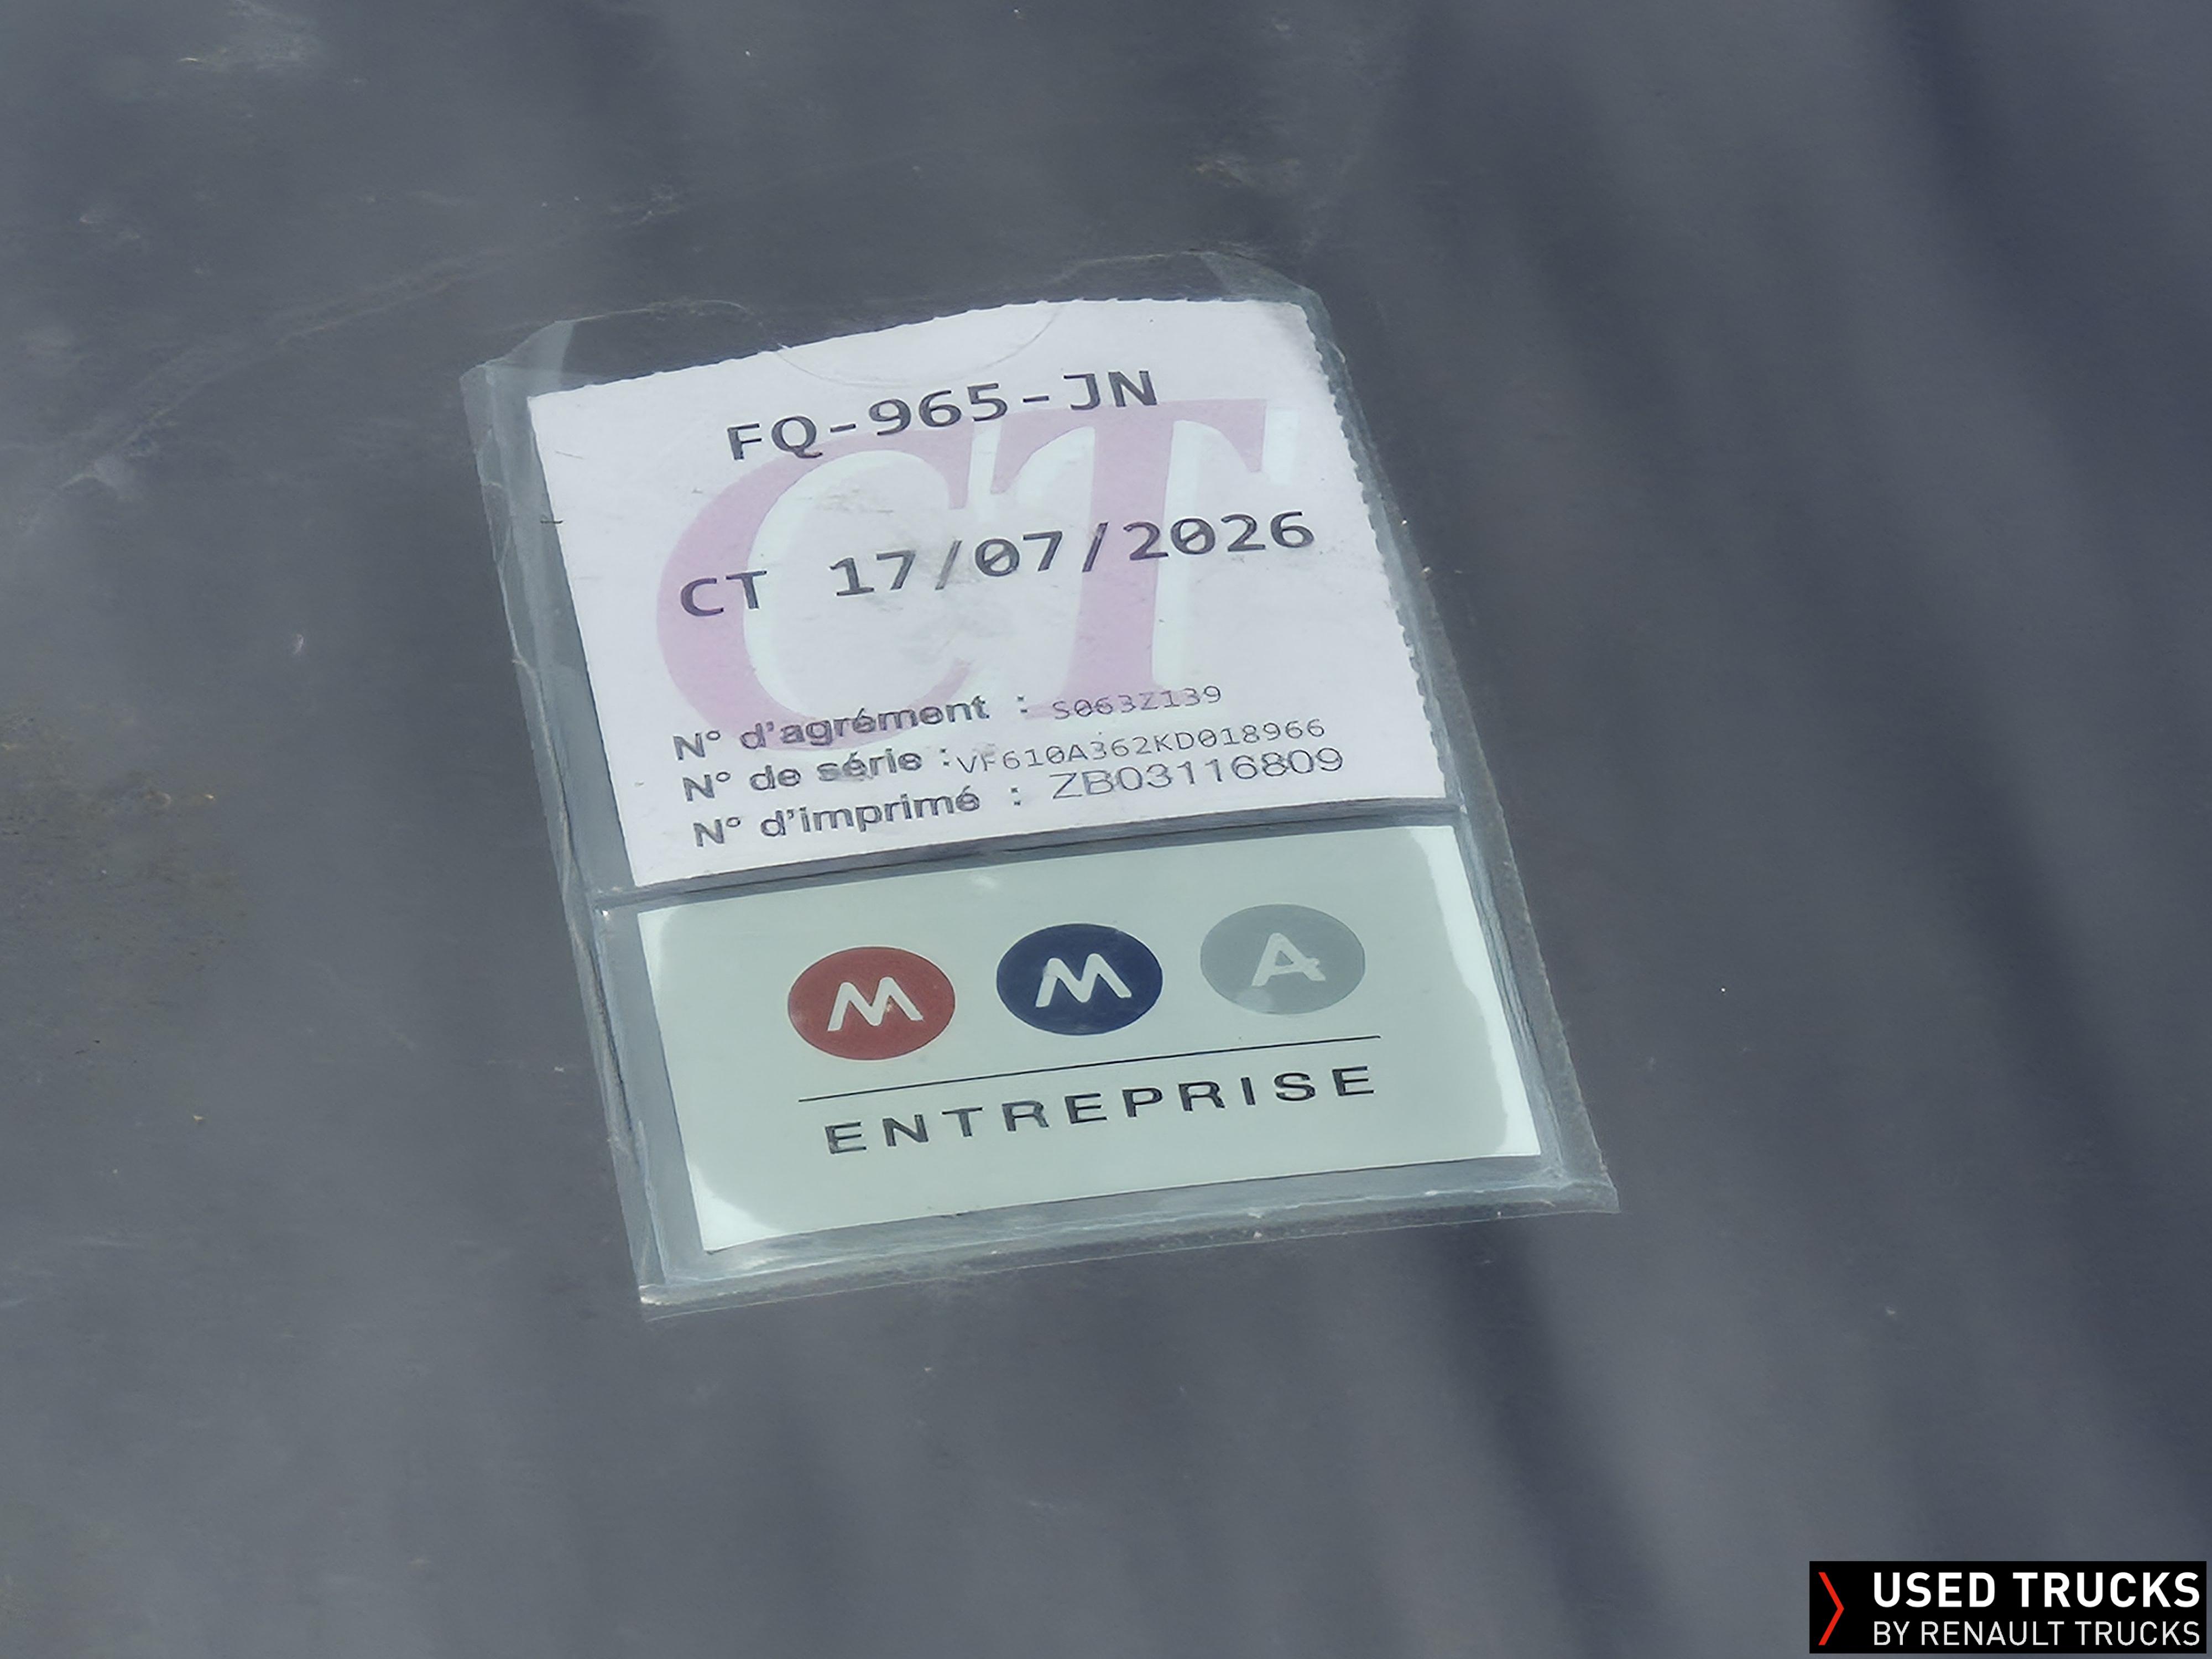 FQ-965-JN
CT
CT 17/07/2026
N° d'agrément : S063Z139
N° de série : VF610A362KD018966
N° d'imprimé : ZB03116809
M M A
ENTREPRISE
USED TRUCKS
BY RENAULT TRUCKS